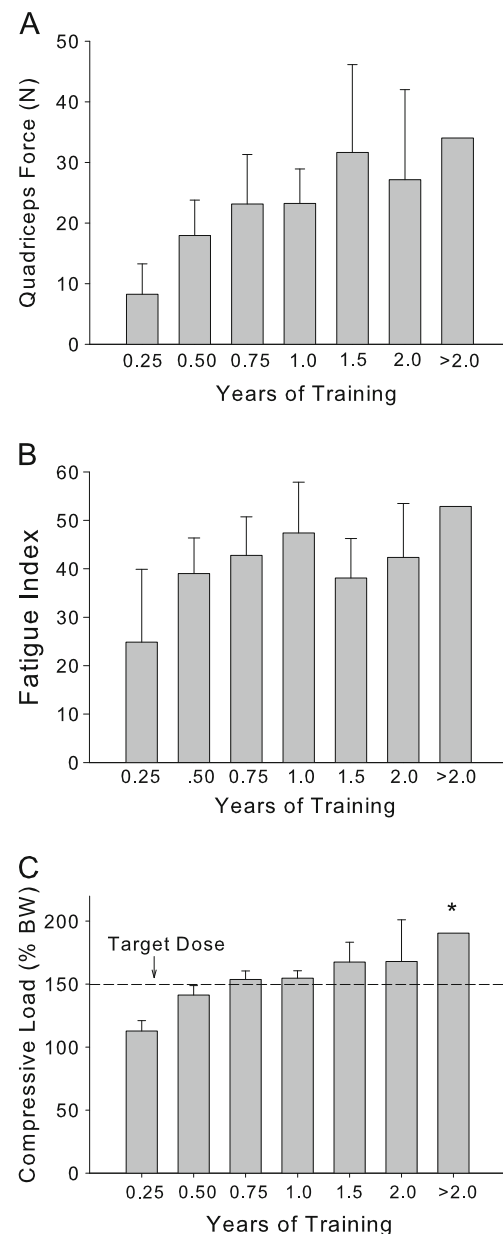 A
50
40
30
20
10
0
Quadriceps Force (N)
0.25 0.50 0.75 1.0 1.5 2.0 >2.0
Years of Training
B
60
50
40
30
20
10
0
Fatigue Index
0.25 .50 0.75 1.0 1.5 2.0 >2.0
Years of Training
C
200
150
100
50
0
Compressive Load (% BW)
Target Dose
*
0.25 0.50 0.75 1.0 1.5 2.0 >2.0
Years of Training